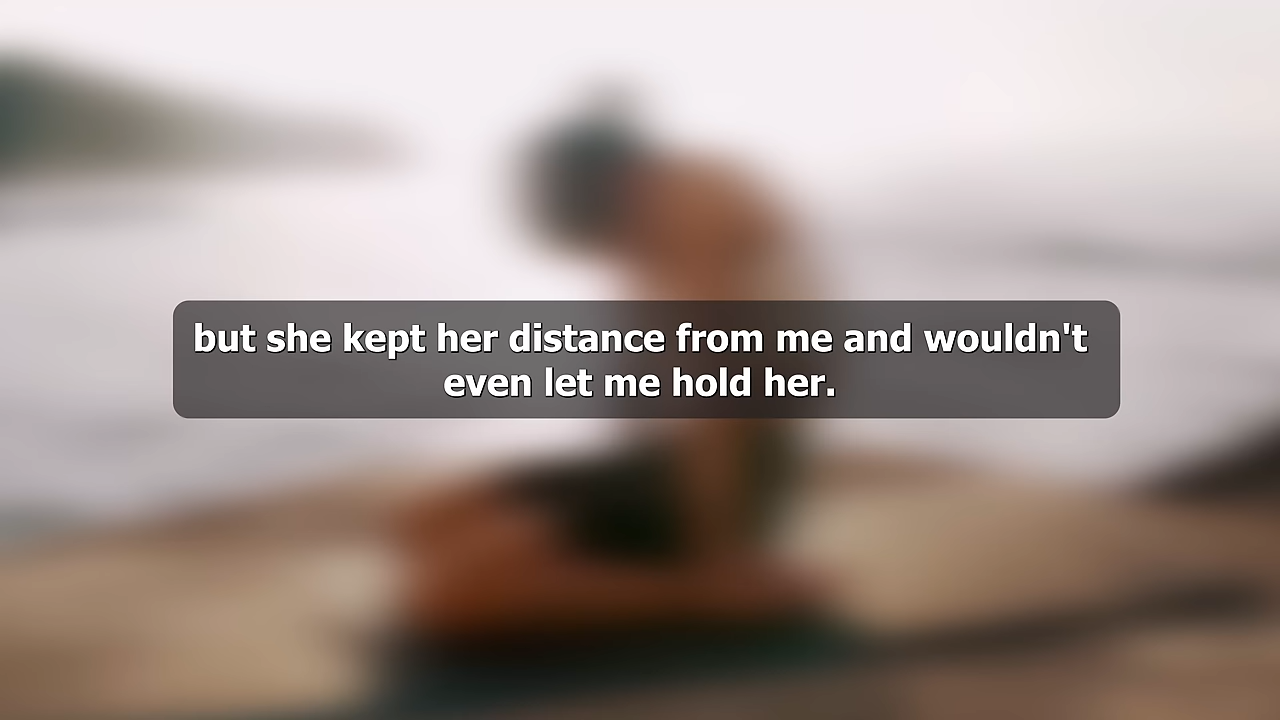 but she kept her distance from me and wouldn't
even let me hold her.